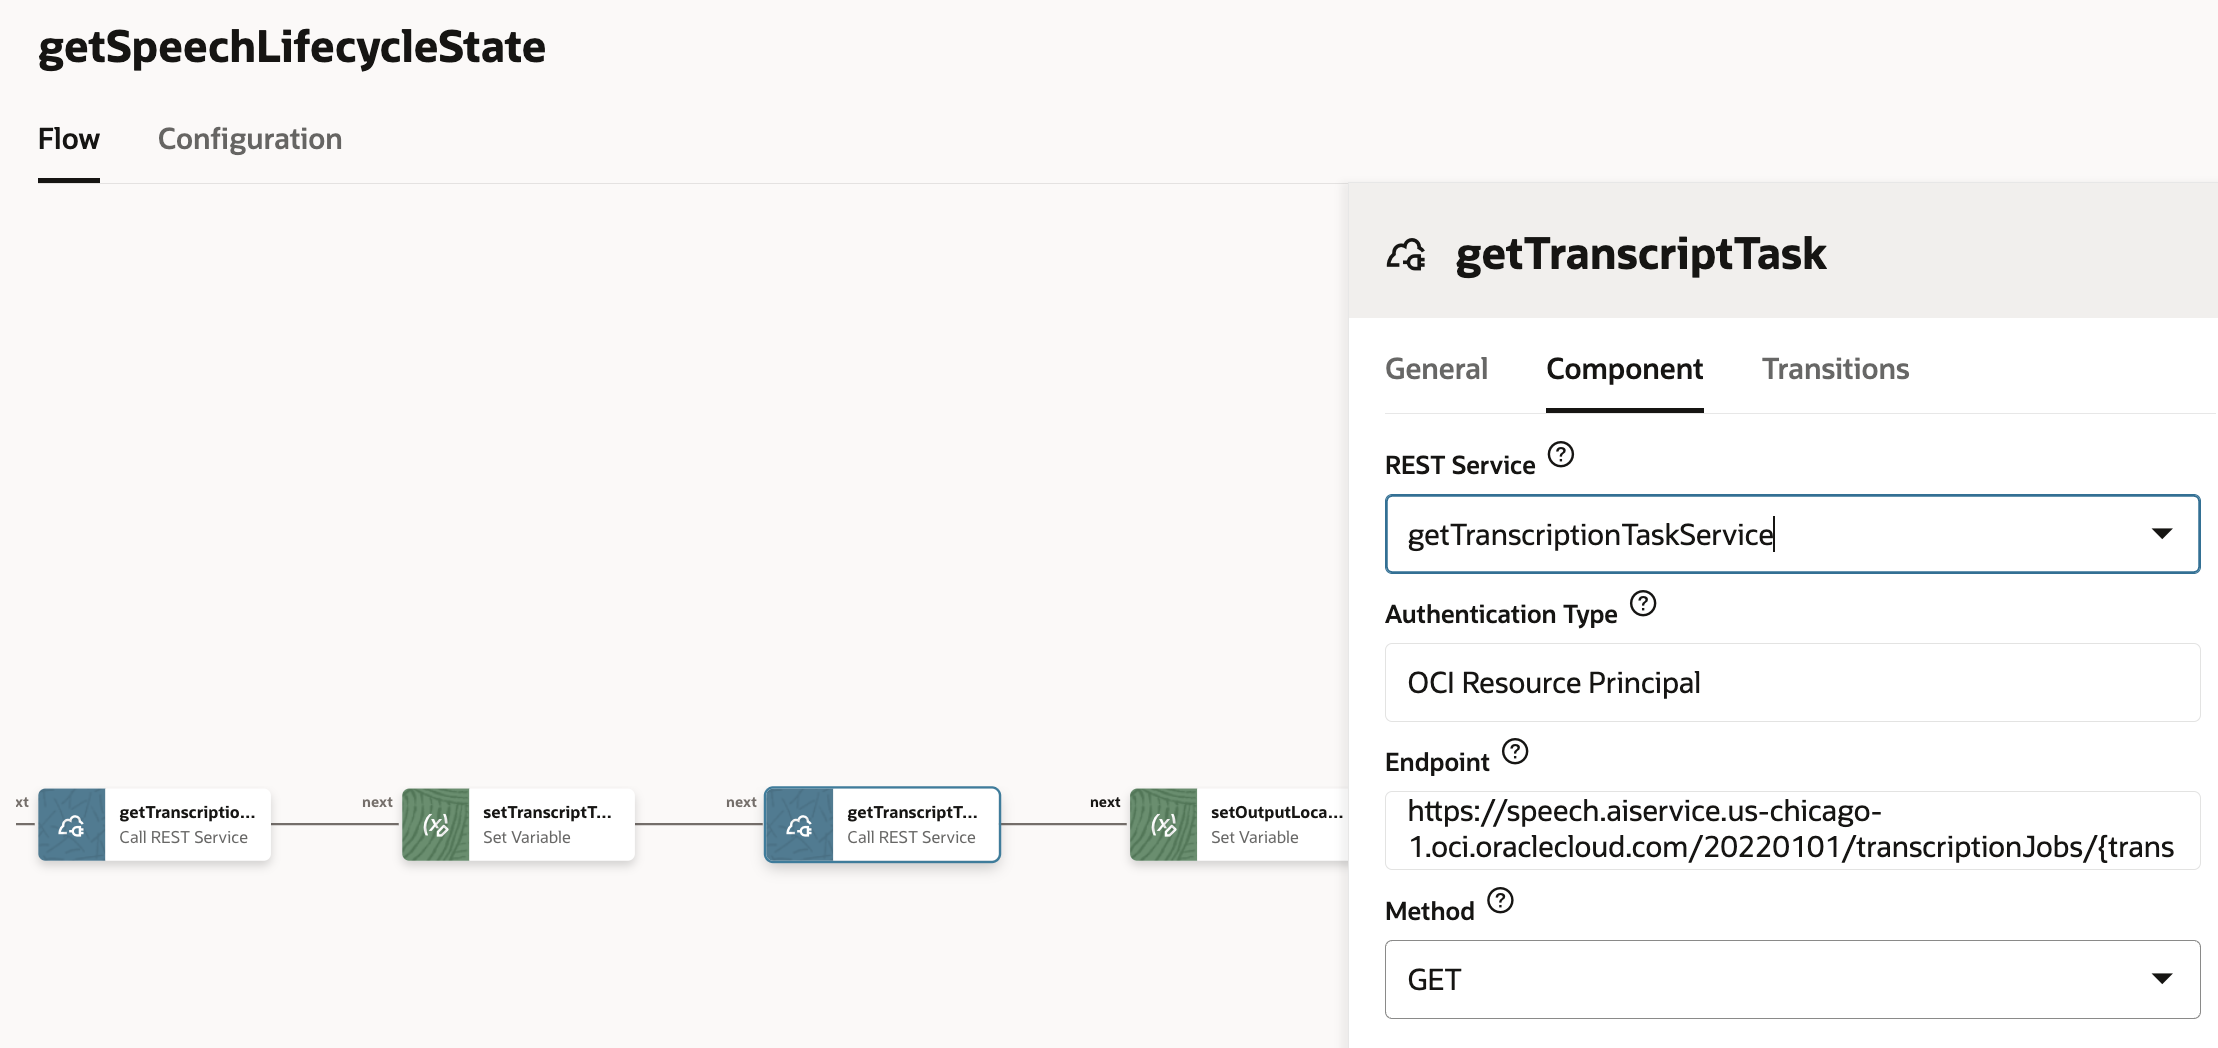 getSpeechLifecycleState
Flow Configuration
getTranscriptTask
General Component Transitions
REST Service
getTranscriptionTaskService
Authentication Type
OCI Resource Principal
Endpoint
https://speech.aiservice.us-chicago-
1.oci.oraclecloud.com/20220101/transcriptionJobs/{trans
Method
GET
xt
getTranscriptio...
Call REST Service
next
setTranscriptT...
Set Variable
next
getTranscriptT...
Call REST Service
next
setOutputLoca...
Set Variable